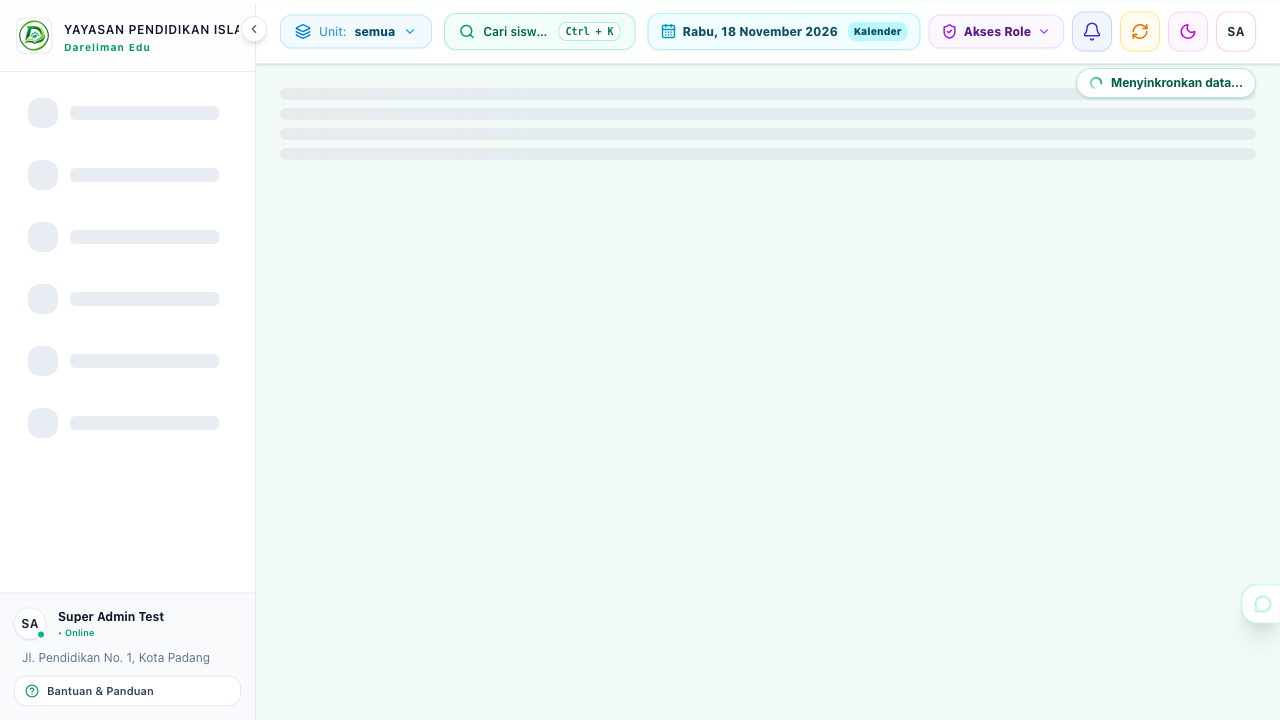 YAYASAN PENDIDIKAN ISLA
Dareliman Edu
Unit: semua
Cari sisw... Ctrl + K
Rabu, 18 November 2026 Kalender
Akses Role
SA
Menyinkronkan data...
SA
Super Admin Test
• Online
Jl. Pendidikan No. 1, Kota Padang
Bantuan & Panduan